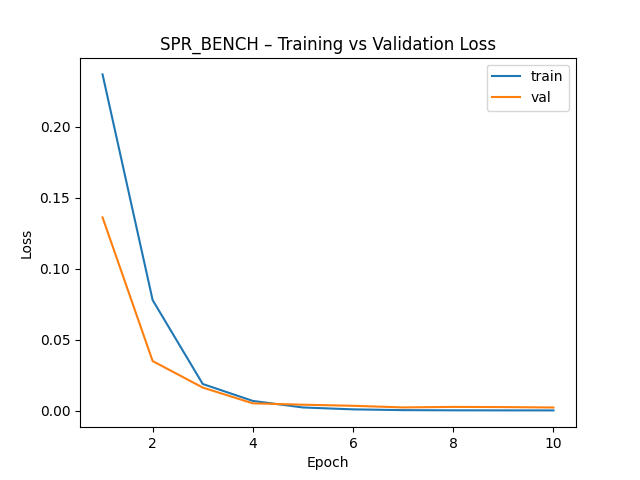 SPR_BENCH – Training vs Validation Loss
train
val
Loss
0.20
0.15
0.10
0.05
0.00
2
4
6
8
10
Epoch